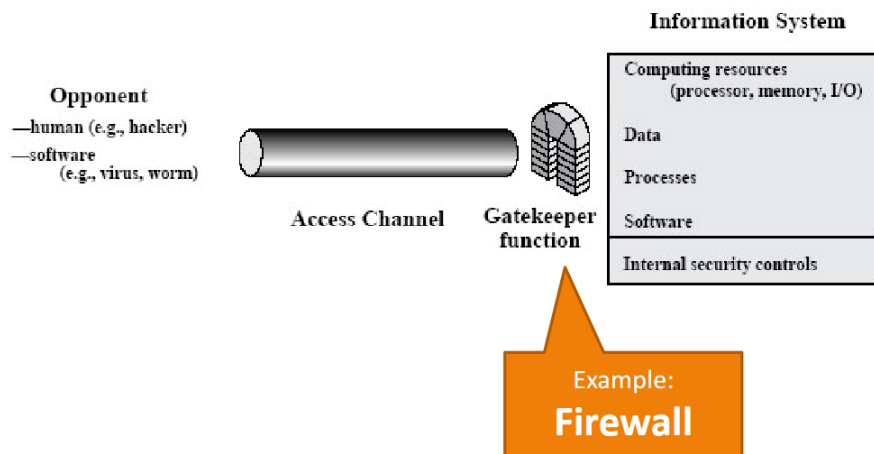 Information System
Computing resources
(processor, memory, I/O)
Data
Processes
Software
Internal security controls
Opponent
—human (e.g., hacker)
—software
(e.g., virus, worm)
Access Channel
Gatekeeper
function
Example:
Firewall